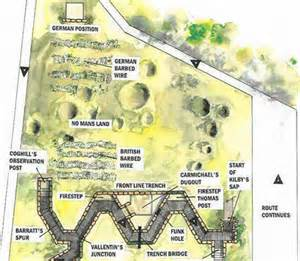 GERMAN POSITION
GERMAN
BARBED
WIRE
NO MANS LAND
BRITISH
BARBED
WIRE
COGHILL'S
OBSERVATION
POST
CARMICHAEL'S
DUGOUT
START
OF
KILBY'S
SAP
FIRESTEP
FRONT LINE TRENCH
FIRESTEP
THOMAS
POST
ROUTE
CONTINUES
BARRATT'S
SPUR
VALLENTIN'S
JUNCTION
FUNK
HOLE
TRENCH BRIDGE